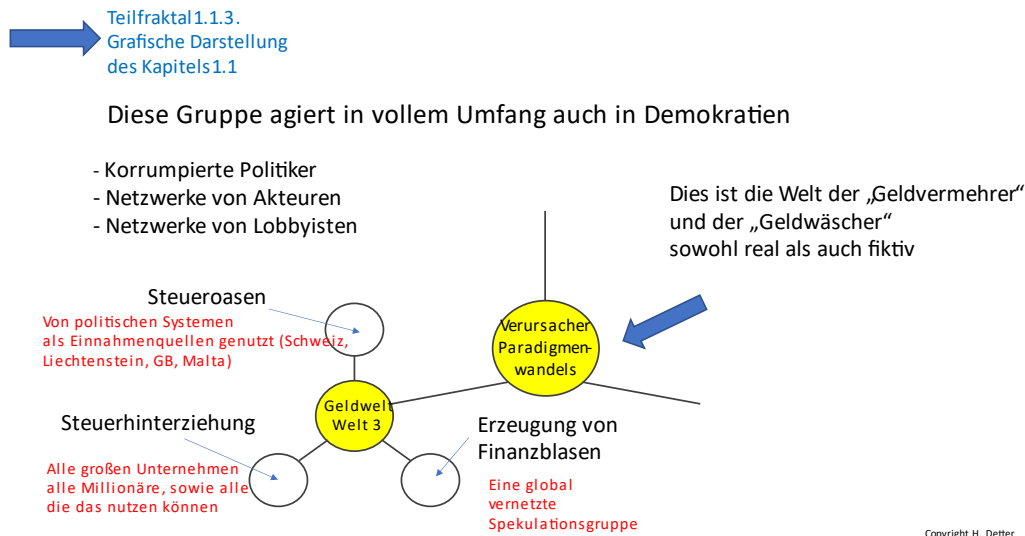 Teilfraktal1.1.3.
Grafische Darstellung
des Kapitels1.1
Diese Gruppe agiert in vollem Umfang auch in Demokratien
- Korrumpierte Politiker
- Netzwerke von Akteuren
- Netzwerke von Lobbyisten
Dies ist die Welt der „Geldvermehrer“
und der „Geldwäscher“
sowohl real als auch fiktiv
Steueroasen
Von politischen Systemen
als Einnahmenquellen genutzt (Schweiz,
Liechtenstein, GB, Malta)
Verursacher
Paradigmen-
wandels
Geldwelt
Welt 3
Steuerhinterziehung
Alle großen Unternehmen
alle Millionäre, sowie alle
die das nutzen können
Erzeugung von
Finanzblasen
Eine global
vernetzte
Spekulationsgruppe
Copyright H. Detter